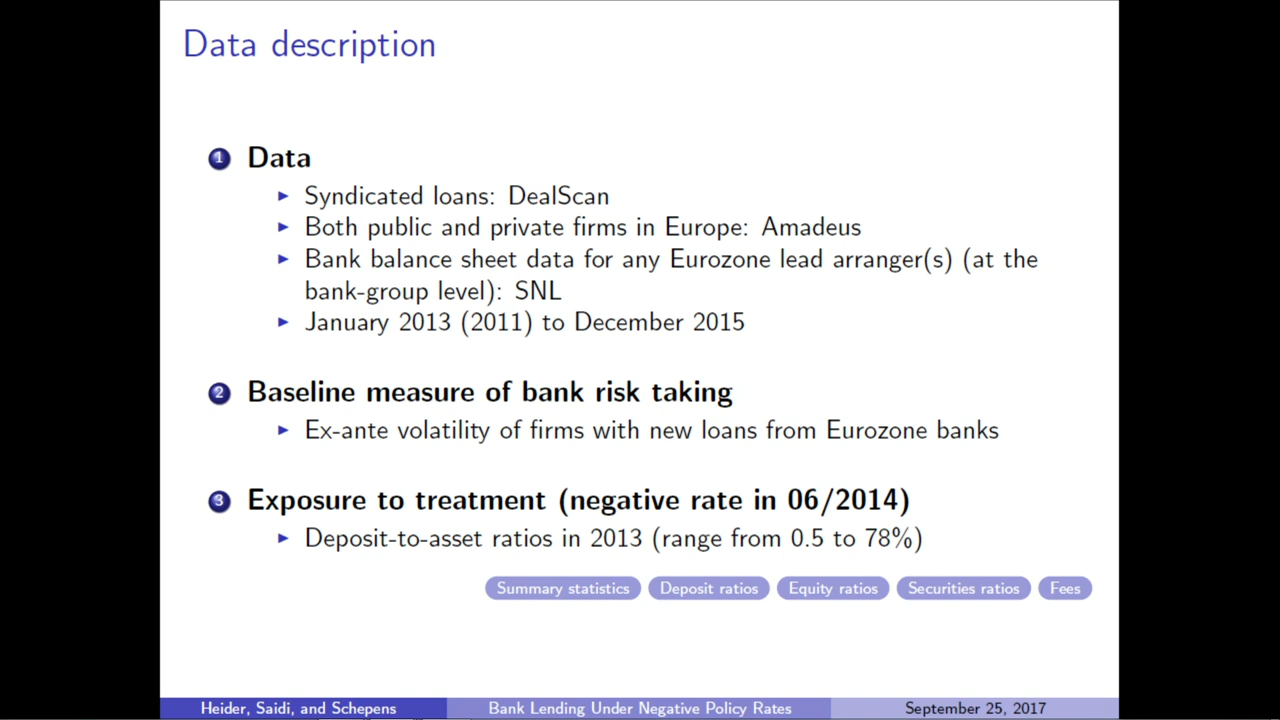 Data description
1 Data
Syndicated loans: DealScan
Both public and private firms in Europe: Amadeus
Bank balance sheet data for any Eurozone lead arranger(s) (at the
bank-group level): SNL
January 2013 (2011) to December 2015
2 Baseline measure of bank risk taking
Ex-ante volatility of firms with new loans from Eurozone banks
3 Exposure to treatment (negative rate in 06/2014)
Deposit-to-asset ratios in 2013 (range from 0.5 to 78%)
Summary statistics Deposit ratios Equity ratios Securities ratios Fees
Heider, Saidi, and Schepens Bank Lending Under Negative Policy Rates September 25, 2017